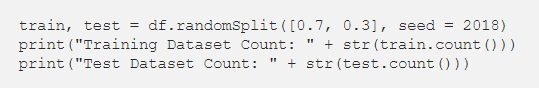 train, test = df.randomSplit([0.7, 0.3], seed = 2018)
print("Training Dataset Count: " + str(train.count()))
print("Test Dataset Count: " + str(test.count()))